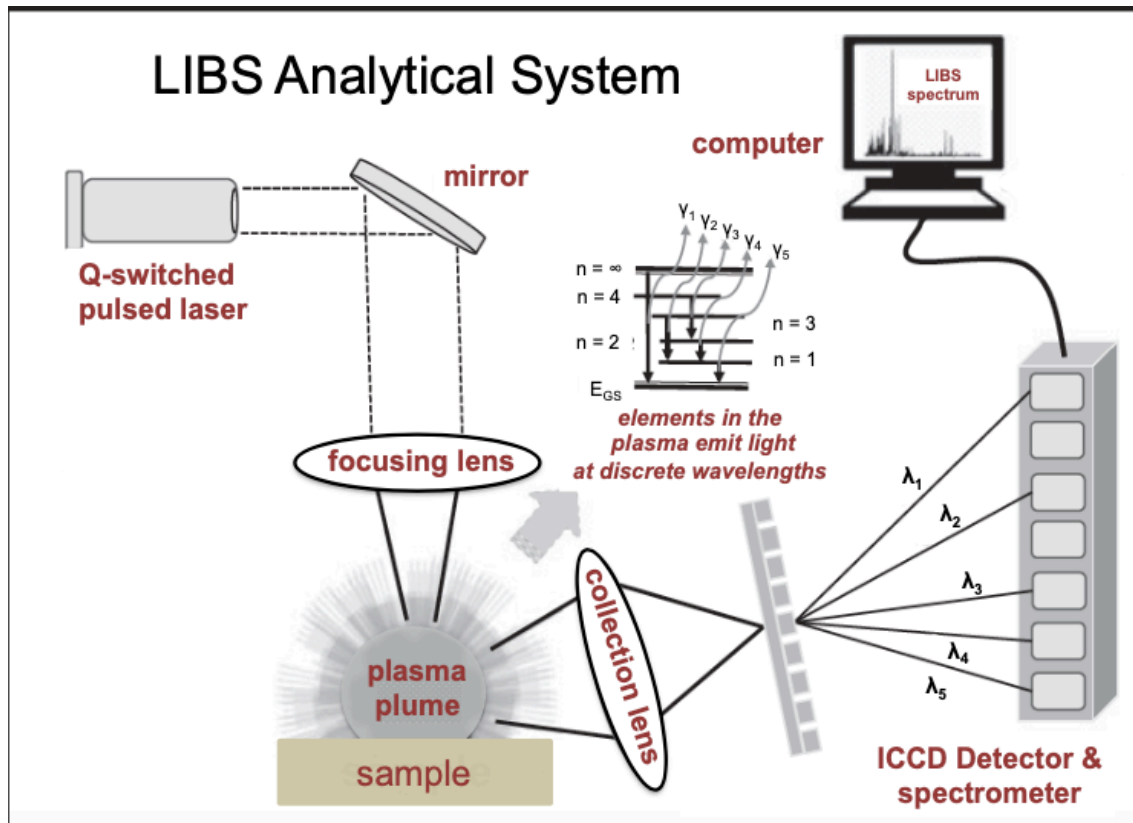 LIBS Analytical System
LIBS
spectrum
computer
mirror
Q-switched
pulsed laser
γ1
γ2
γ3
γ4
γ5
n = ∞
n = 4
n = 3
n = 2
n = 1
EGS
elements in the
plasma emit light
at discrete wavelengths
focusing lens
collection lens
plasma
plume
sample
λ1
λ2
λ3
λ4
λ5
ICCD Detector &
spectrometer